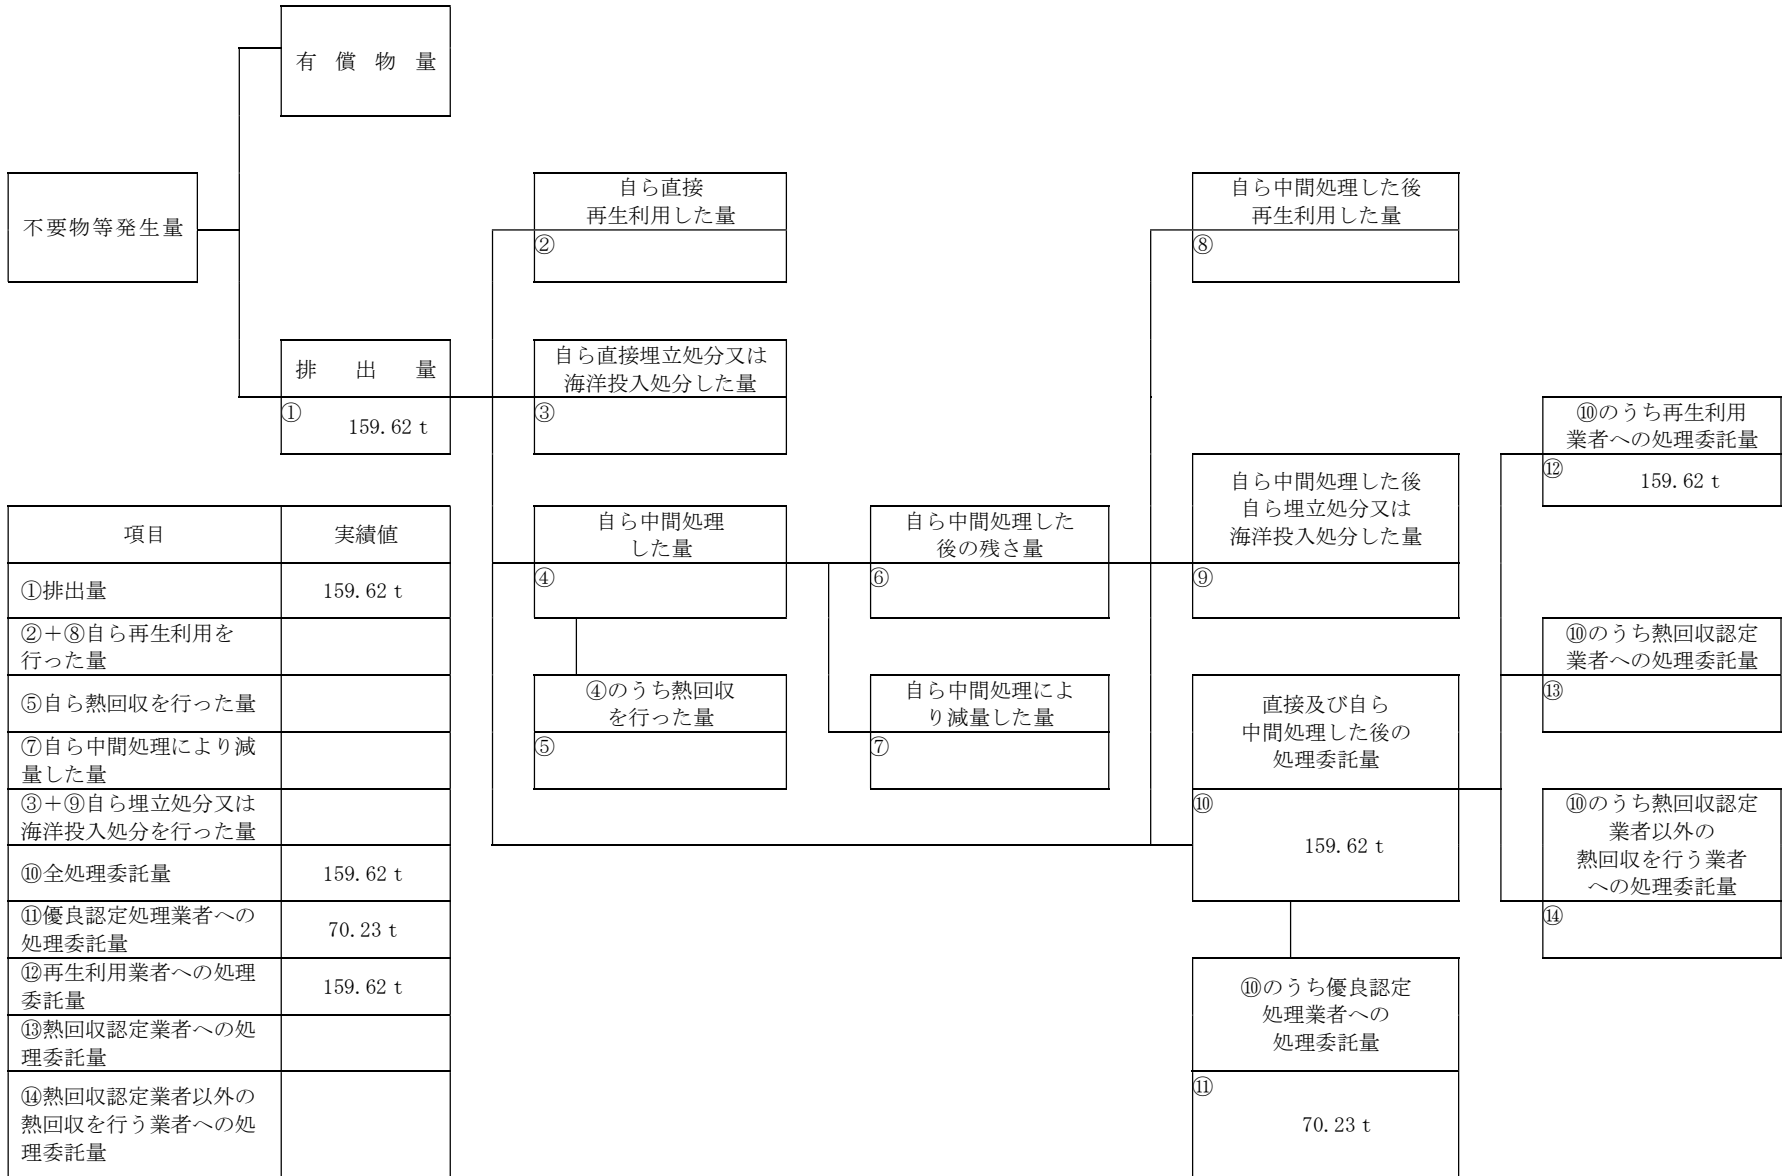 有償物量
不要物等発生量
自ら直接
再生利用した量
②
自ら中間処理した後
再生利用した量
⑧
排出量
①
159.62 t
自ら直接埋立処分又は
海洋投入処分した量
③
⑩のうち再生利用
業者への処理委託量
⑫
159.62 t
自ら中間処理した後
自ら埋立処分又は
海洋投入処分した量
⑨
自ら中間処理
した量
④
自ら中間処理した
後の残さ量
⑥
⑩のうち熱回収認定
業者への処理委託量
⑬
④のうち熱回収
を行った量
⑤
自ら中間処理によ
り減量した量
⑦
直接及び自ら
中間処理した後の
処理委託量
⑩
159.62 t
⑩のうち熱回収認定
業者以外の
熱回収を行う業者
への処理委託量
⑭
⑩のうち優良認定
処理業者への
処理委託量
⑪
70.23 t
項目 実績値
①排出量 159.62 t
②+⑧自ら再生利用を
行った量
⑤自ら熱回収を行った量
⑦自ら中間処理により減
量した量
③+⑨自ら埋立処分又は
海洋投入処分を行った量
⑩全処理委託量 159.62 t
⑪優良認定処理業者への
処理委託量 70.23 t
⑫再生利用業者への処理
委託量 159.62 t
⑬熱回収認定業者への処
理委託量
⑭熱回収認定業者以外の
熱回収を行う業者への処
理委託量